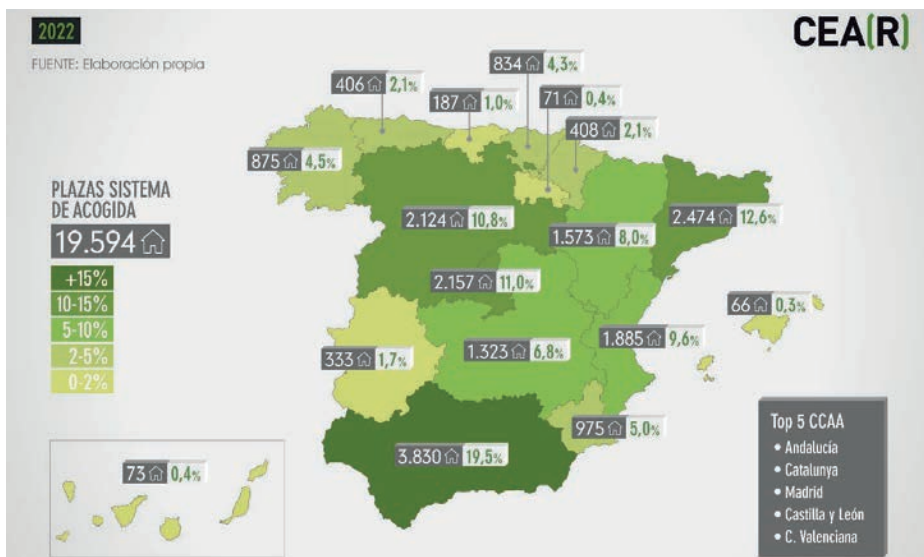 2022
FUENTE: Elaboración propia
CEA(R)
PLAZAS SISTEMA
DE ACOGIDA
19.594
+15%
10-15%
5-10%
2-5%
0-2%
834 4,3%
406 2,1%
187 1,0%
71 0,4%
408 2,1%
875 4,5%
2.124 10,8%
1.573 8,0%
2.474 12,6%
2.157 11,0%
66 0,3%
333 1,7%
1.323 6,8%
1.885 9,6%
975 5,0%
3.830 19,5%
73 0,4%
Top 5 CCAA
• Andalucía
• Catalunya
• Madrid
• Castilla y León
• C. Valenciana